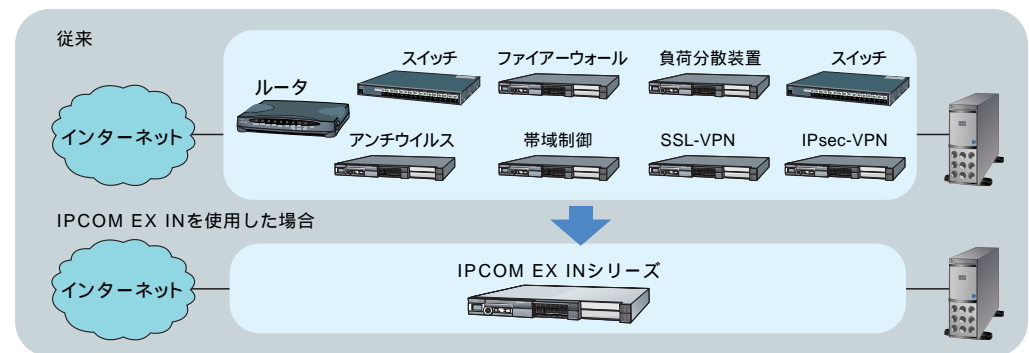 従来
スイッチ
ファイアーウォール
負荷分散装置
スイッチ
ルータ
インターネット
アンチウイルス
帯域制御
SSL-VPN
IPsec-VPN
IPCOM EX INを使用した場合
IPCOM EX INシリーズ
インターネット